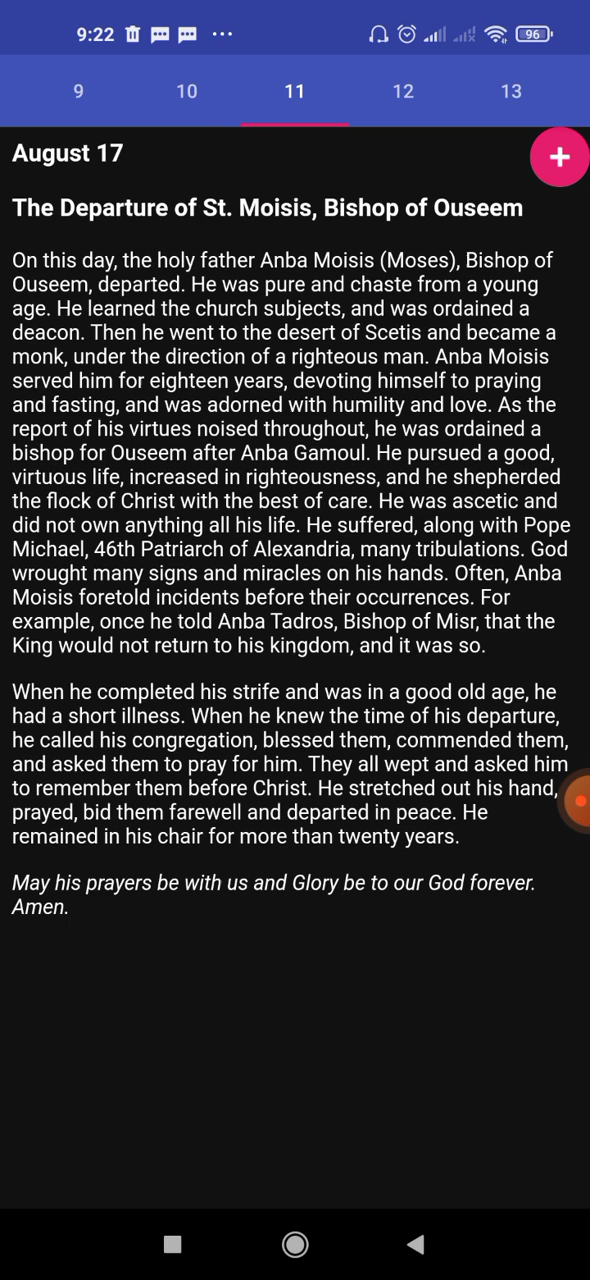 9:22
96
9 10 11 12 13
August 17
+
The Departure of St. Moisis, Bishop of Ouseem
On this day, the holy father Anba Moisis (Moses), Bishop of
Ouseem, departed. He was pure and chaste from a young
age. He learned the church subjects, and was ordained a
deacon. Then he went to the desert of Scetis and became a
monk, under the direction of a righteous man. Anba Moisis
served him for eighteen years, devoting himself to praying
and fasting, and was adorned with humility and love. As the
report of his virtues noised throughout, he was ordained a
bishop for Ouseem after Anba Gamoul. He pursued a good,
virtuous life, increased in righteousness, and he shepherded
the flock of Christ with the best of care. He was ascetic and
did not own anything all his life. He suffered, along with Pope
Michael, 46th Patriarch of Alexandria, many tribulations. God
wrought many signs and miracles on his hands. Often, Anba
Moisis foretold incidents before their occurrences. For
example, once he told Anba Tadros, Bishop of Misr, that the
King would not return to his kingdom, and it was so.
When he completed his strife and was in a good old age, he
had a short illness. When he knew the time of his departure,
he called his congregation, blessed them, commended them,
and asked them to pray for him. They all wept and asked him
to remember them before Christ. He stretched out his hand,
prayed, bid them farewell and departed in peace. He
remained in his chair for more than twenty years.
May his prayers be with us and Glory be to our God forever.
Amen.